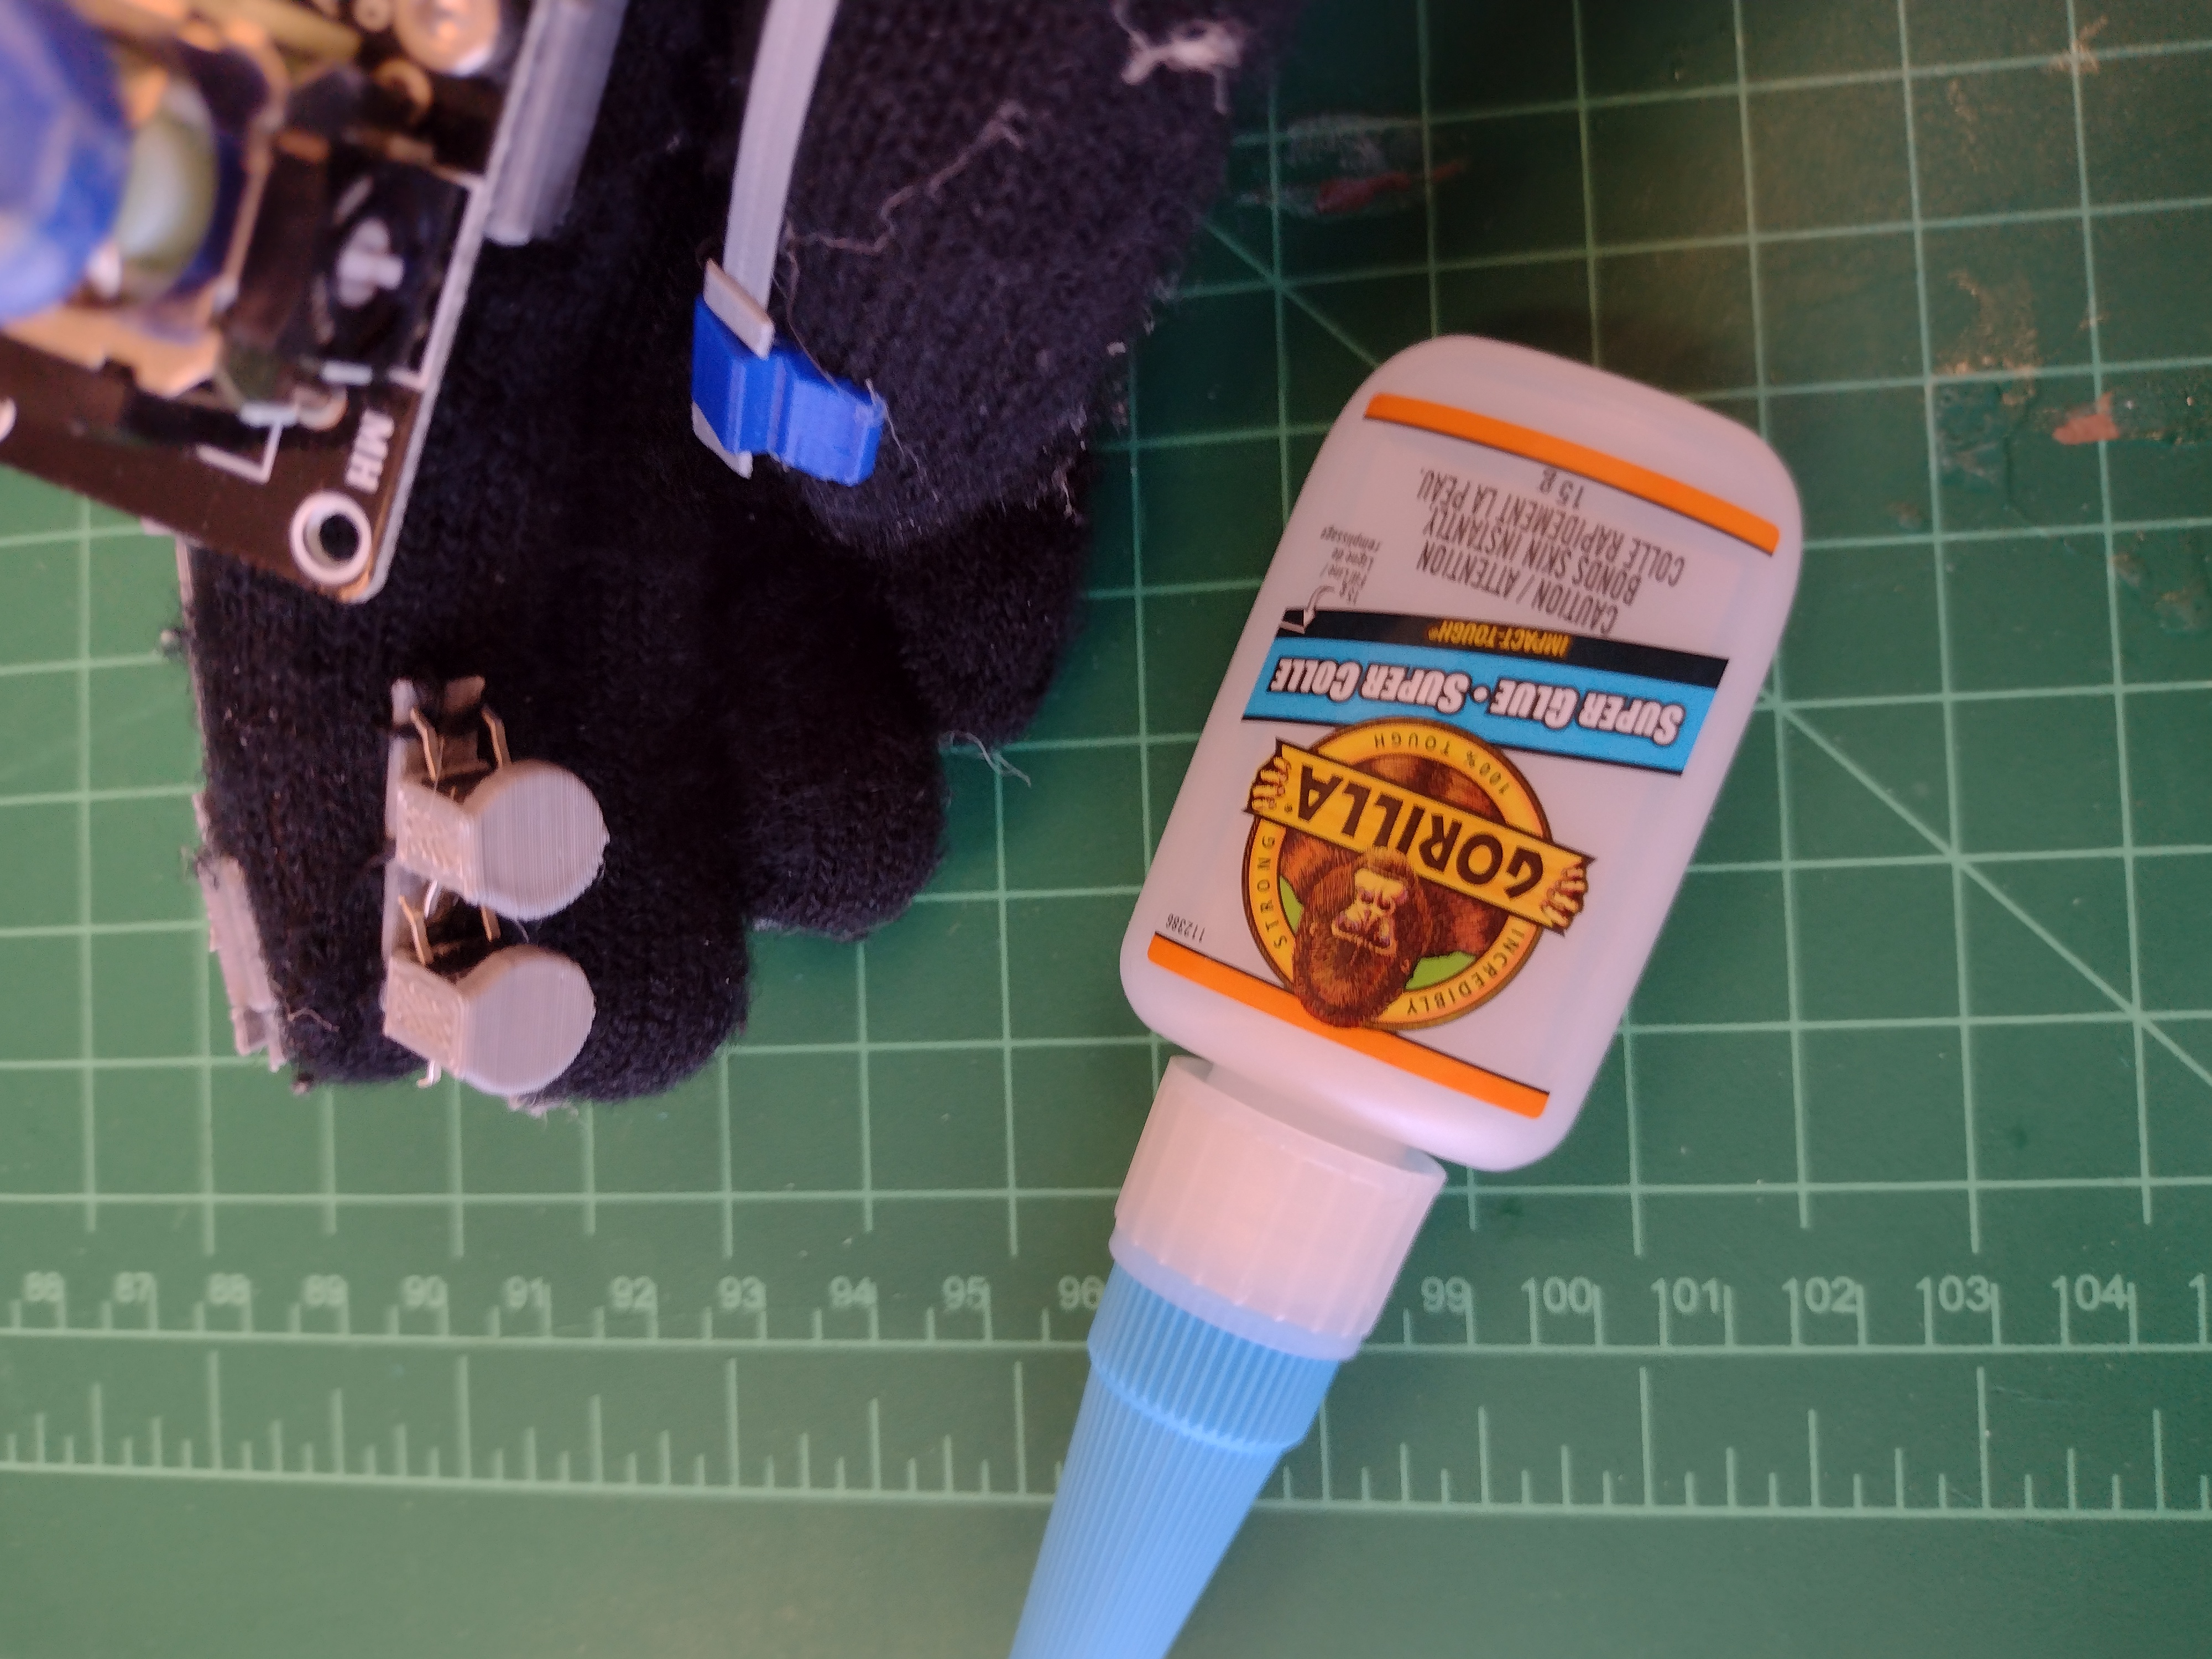 86
87
88
89
90
91
92
93
94
95
96
99
100
101
102
103
104
MH
112386
INCREDIBLY STRONG
GORILLA®
100% TOUGH
SUPER GLUE • SUPER COLLE
IMPACT-TOUGH®
15 g
Fill Line /
Ligne de
remplissage
CAUTION / ATTENTION
BONDS SKIN INSTANTLY.
COLLE RAPIDEMENT LA PEAU.
15 g